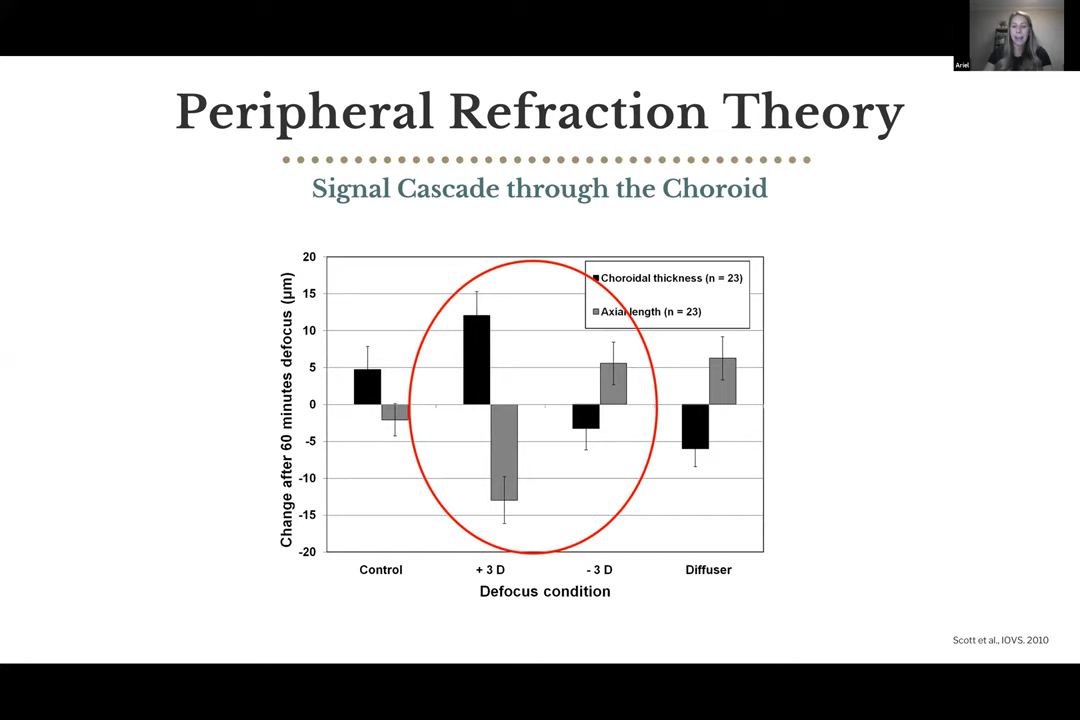 Ariel
Peripheral Refraction Theory
Signal Cascade through the Choroid
Change after 60 minutes defocus (μm)
20
15
10
5
0
-5
-10
-15
-20
Choroidal thickness (n = 23)
Axial length (n = 23)
Control
+ 3 D
- 3 D
Diffuser
Defocus condition
Scott et al., IOVS. 2010